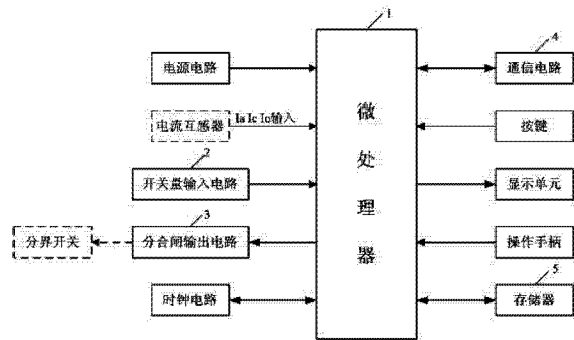 1
电源电路
4
通信电路
电流互感器
Ia Ic Io输入
微处理器
按键
2
开关量输入电路
显示单元
3
分界开关
分合闸输出电路
操作手柄
时钟电路
5
存储器